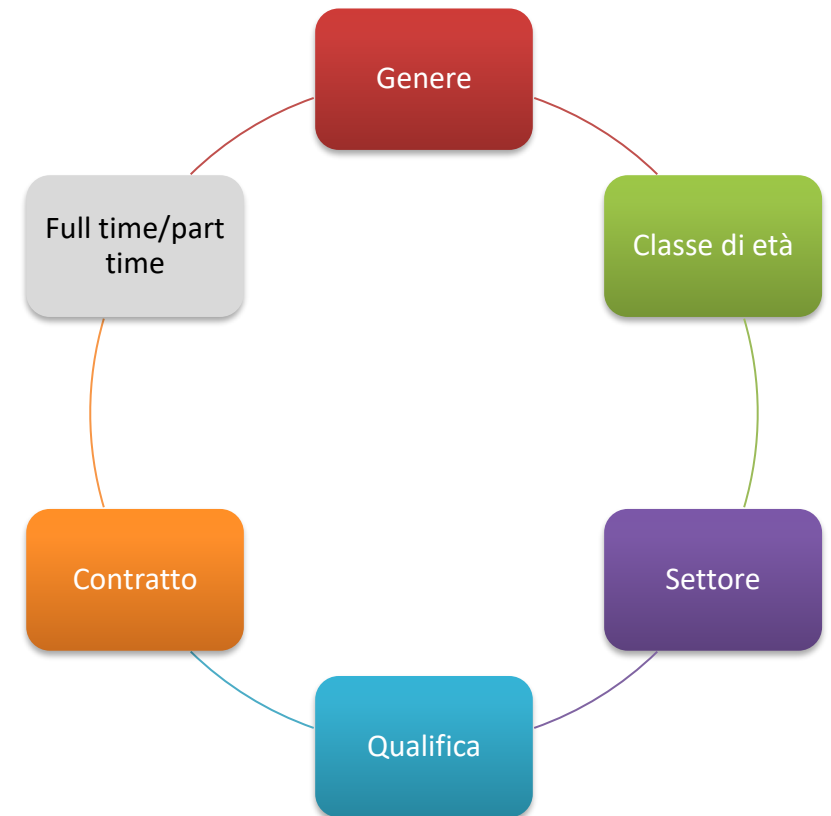 Genere
Classe di età
Settore
Qualifica
Contratto
Full time/part
time